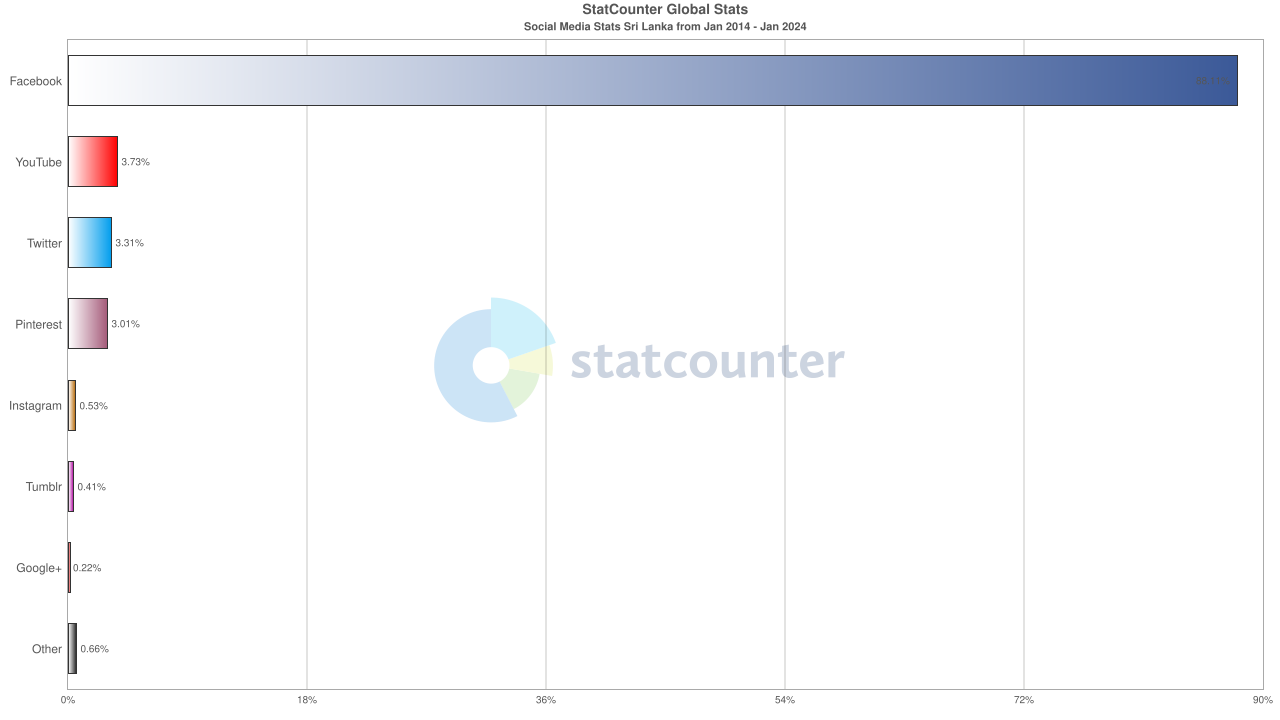 StatCounter Global Stats
Social Media Stats Sri Lanka from Jan 2014 - Jan 2024
Facebook
YouTube 3.73%
Twitter 3.31%
Pinterest 3.01%
statcounter
Instagram 0.53%
Tumblr 0.41%
Google+ 0.22%
Other 0.66%
0% 18% 36% 54% 72% 90%